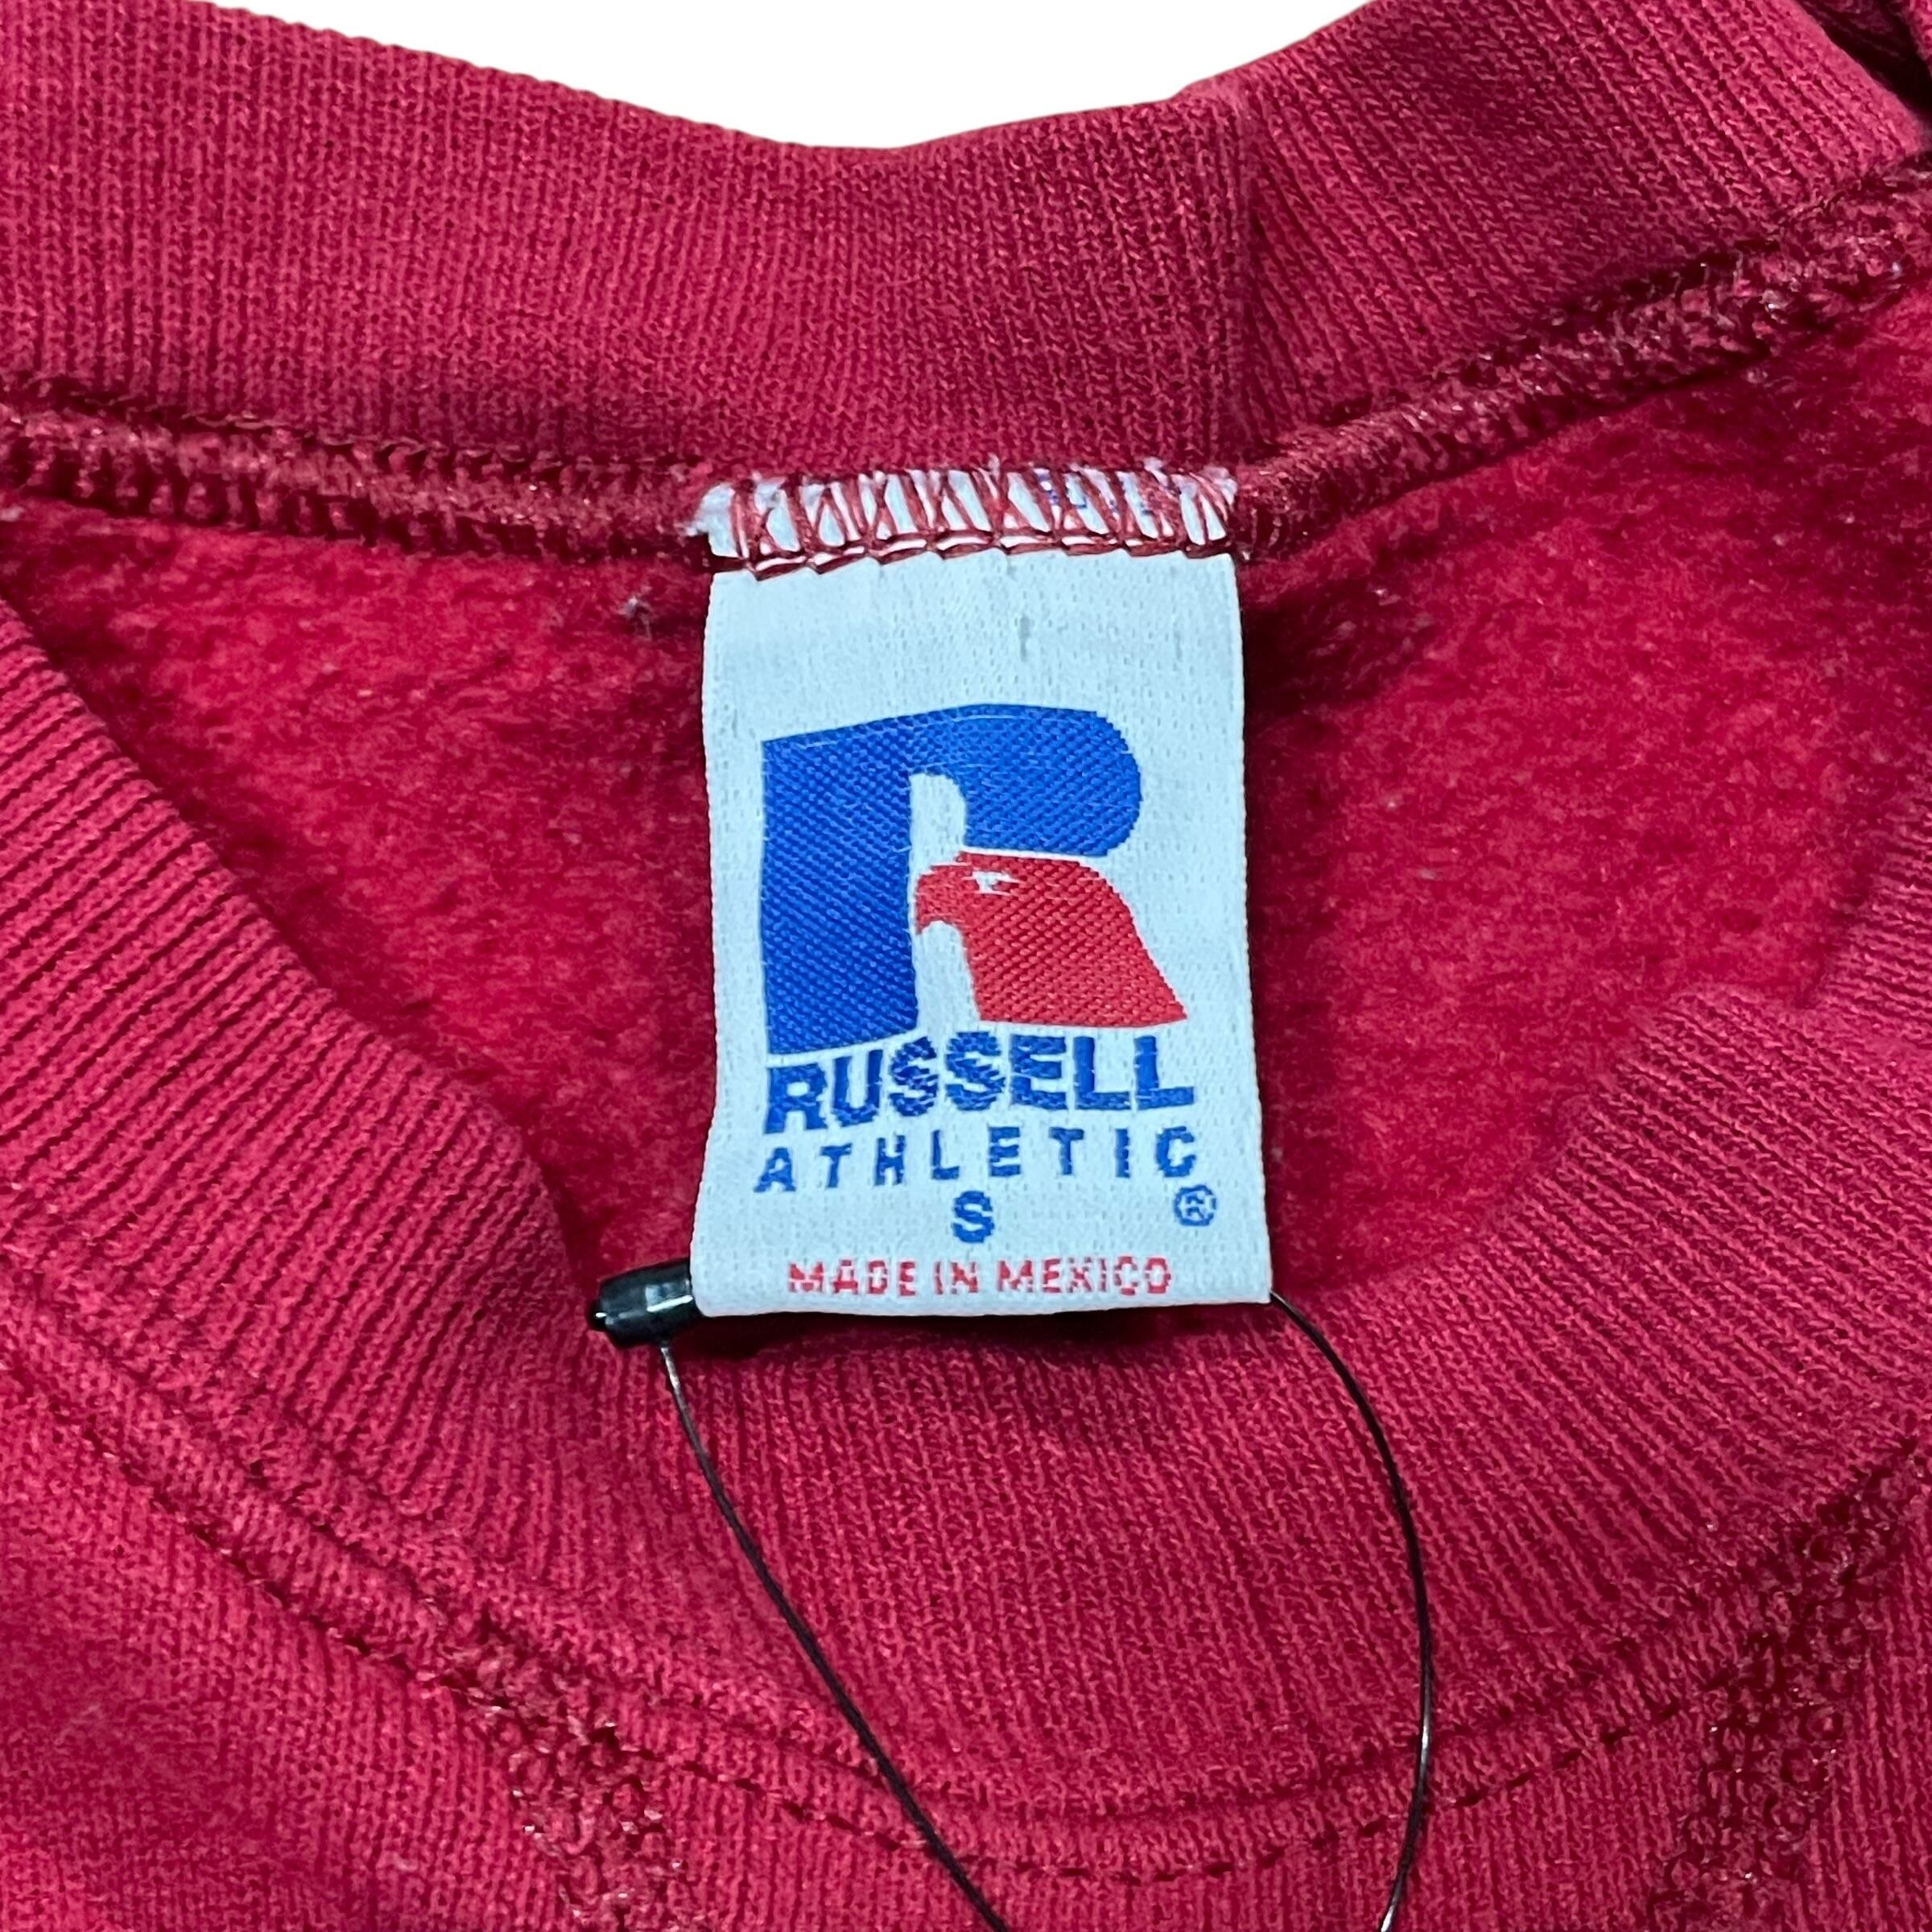 RUSSELL
ATHLETIC
S ®
MADE IN MEXICO